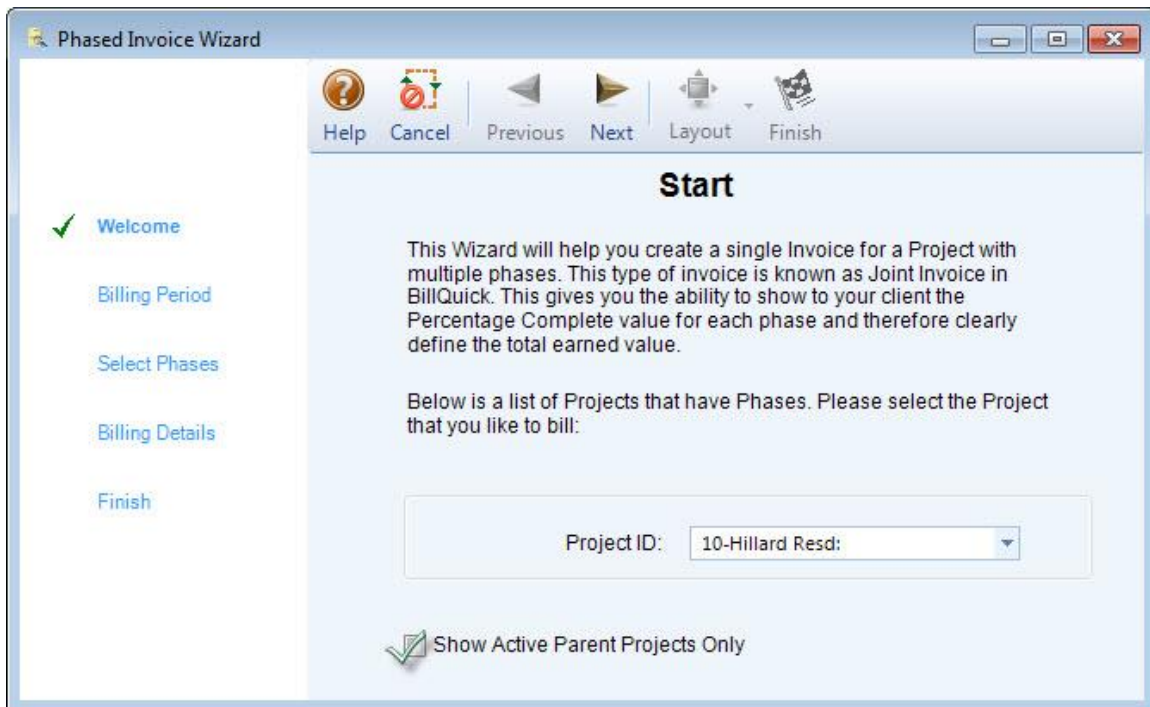 Phased Invoice Wizard
Help Cancel Previous Next Layout Finish
Start
Welcome
Billing Period
Select Phases
Billing Details
Finish
This Wizard will help you create a single Invoice for a Project with
multiple phases. This type of invoice is known as Joint Invoice in
BillQuick. This gives you the ability to show to your client the
Percentage Complete value for each phase and therefore clearly
define the total earned value.
Below is a list of Projects that have Phases. Please select the Project
that you like to bill:
Project ID: 10-Hillard Resd:
Show Active Parent Projects Only